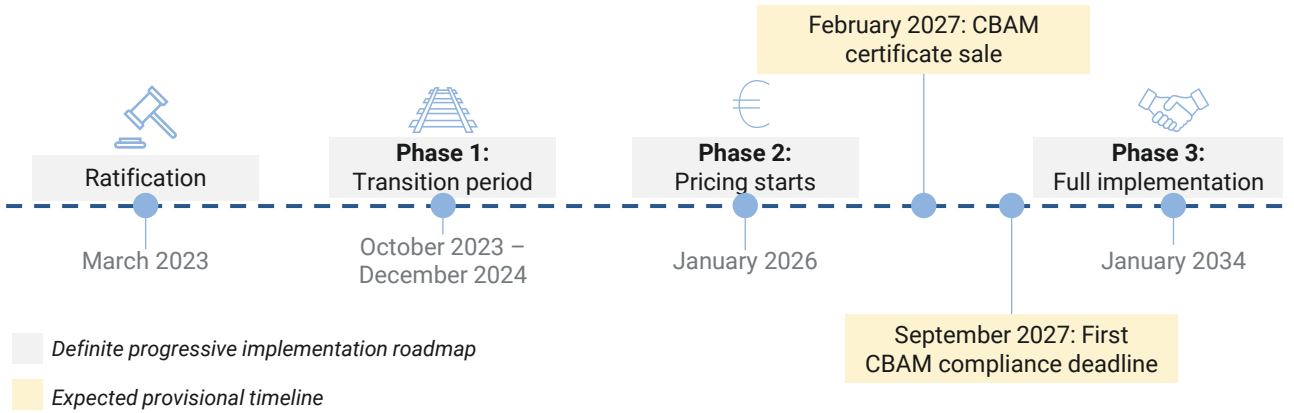 February 2027: CBAM
certificate sale
Ratification
Phase 1:
Transition period
€
Phase 2:
Pricing starts
Phase 3:
Full implementation
March 2023
October 2023 –
December 2024
January 2026
January 2034
September 2027: First
CBAM compliance deadline
Definite progressive implementation roadmap
Expected provisional timeline